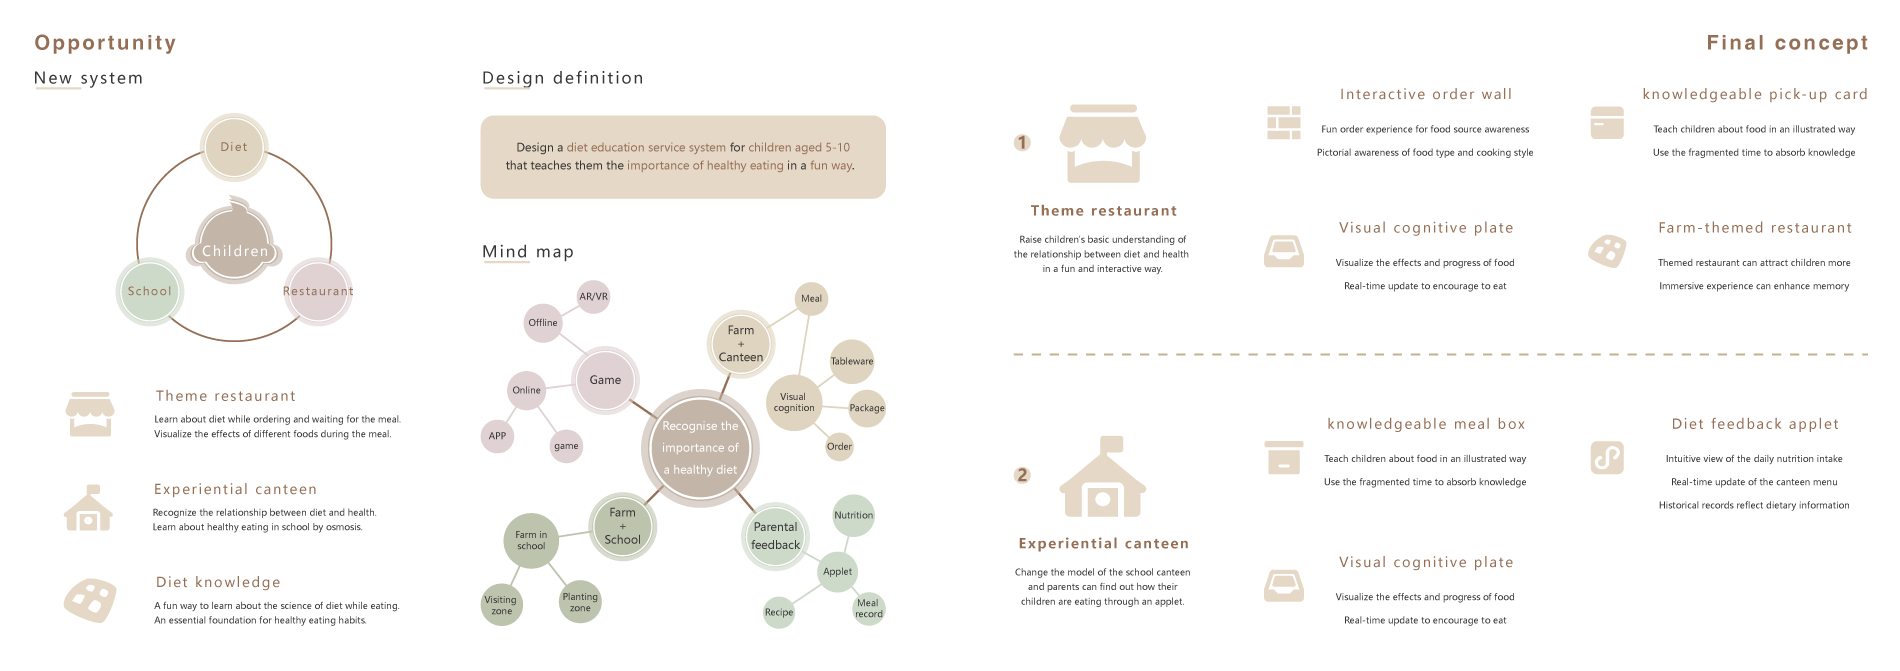 Opportunity
New system
Diet
Children
School
Restaurant
Theme restaurant
Learn about diet while ordering and waiting for the meal.
Visualize the effects of different foods during the meal.
Experiential canteen
Recognize the relationship between diet and health.
Learn about healthy eating in school by osmosis.
Diet knowledge
A fun way to learn about the science of diet while eating.
An essential foundation for healthy eating habits.
Design definition
Design a diet education service system for children aged 5-10
that teaches them the importance of healthy eating in a fun way.
Mind map
AR/VR
Offline
Game
Online
APP
game
Meal
Farm
+
Canteen
Tableware
Visual
cognition
Package
Order
Recognise the
importance of
a healthy diet
Farm
+
School
Farm in
school
Visiting
zone
Planting
zone
Parental
feedback
Nutrition
Applet
Recipe
Meal
record
Final concept
1
Theme restaurant
Raise children's basic understanding of
the relationship between diet and health
in a fun and interactive way.
Interactive order wall
Fun order experience for food source awareness
Pictorial awareness of food type and cooking style
knowledgeable pick-up card
Teach children about food in an illustrated way
Use the fragmented time to absorb knowledge
Visual cognitive plate
Visualize the effects and progress of food
Real-time update to encourage to eat
Farm-themed restaurant
Themed restaurant can attract children more
Immersive experience can enhance memory
2
Experiential canteen
Change the model of the school canteen
and parents can find out how their
children are eating through an applet.
knowledgeable meal box
Teach children about food in an illustrated way
Use the fragmented time to absorb knowledge
Diet feedback applet
Intuitive view of the daily nutrition intake
Real-time update of the canteen menu
Historical records reflect dietary information
Visual cognitive plate
Visualize the effects and progress of food
Real-time update to encourage to eat